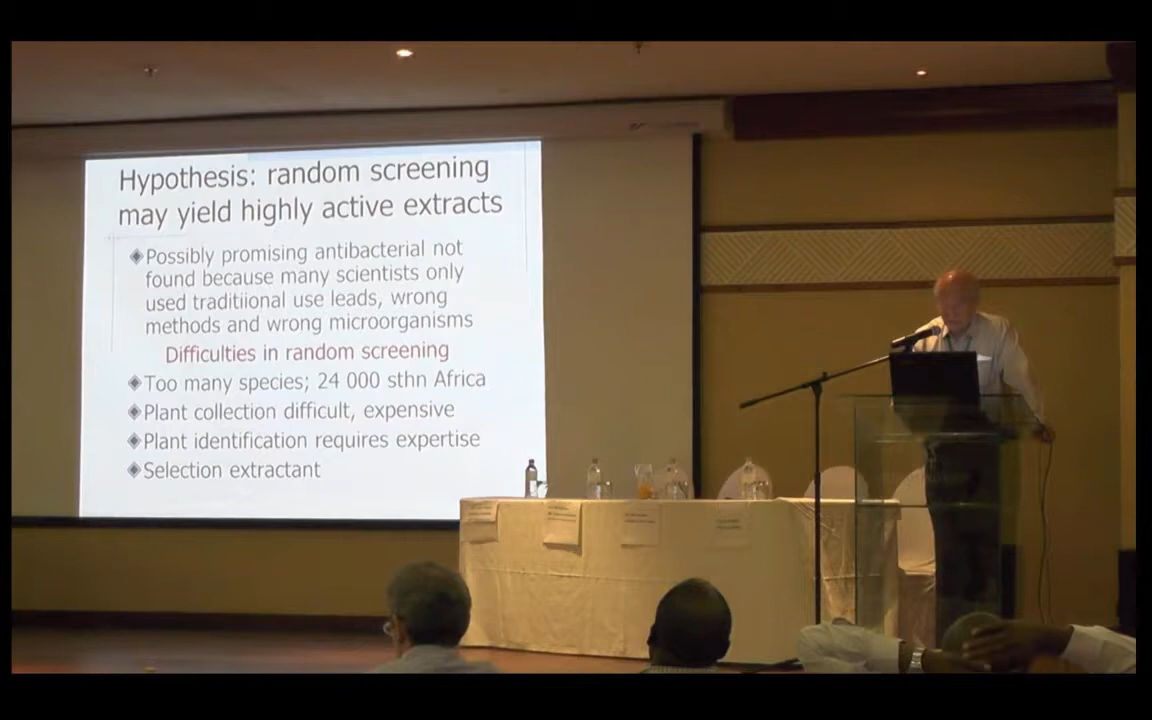 Hypothesis: random screening
may yield highly active extracts
Possibly promising antibacterial not
found because many scientists only
used traditiional use leads, wrong
methods and wrong microorganisms
Difficulties in random screening
Too many species; 24 000 sthn Africa
Plant collection difficult, expensive
Plant identification requires expertise
Selection extractant